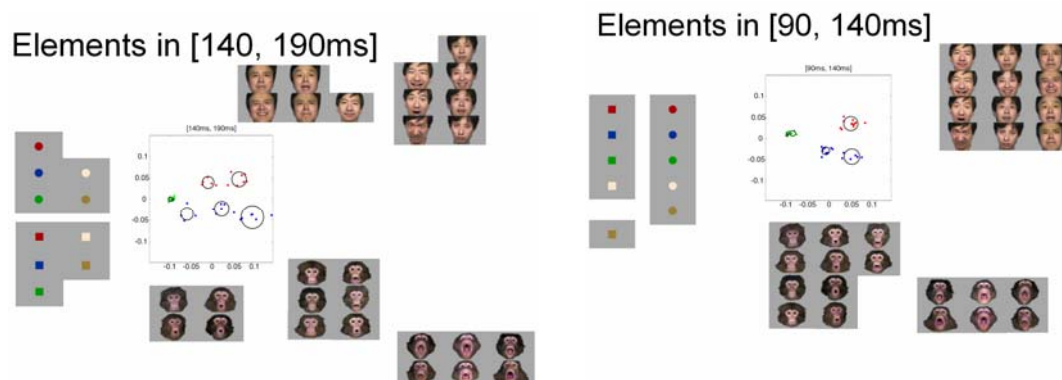 Elements in [140, 190ms]
[140ms, 190ms]
0.1
0.05
0
-0.05
-0.1
-0.1 -0.05 0 0.05 0.1
Elements in [90, 140ms]
[90ms, 140ms]
0.1
0.05
0
-0.05
-0.1
-0.1 -0.05 0 0.05 0.1